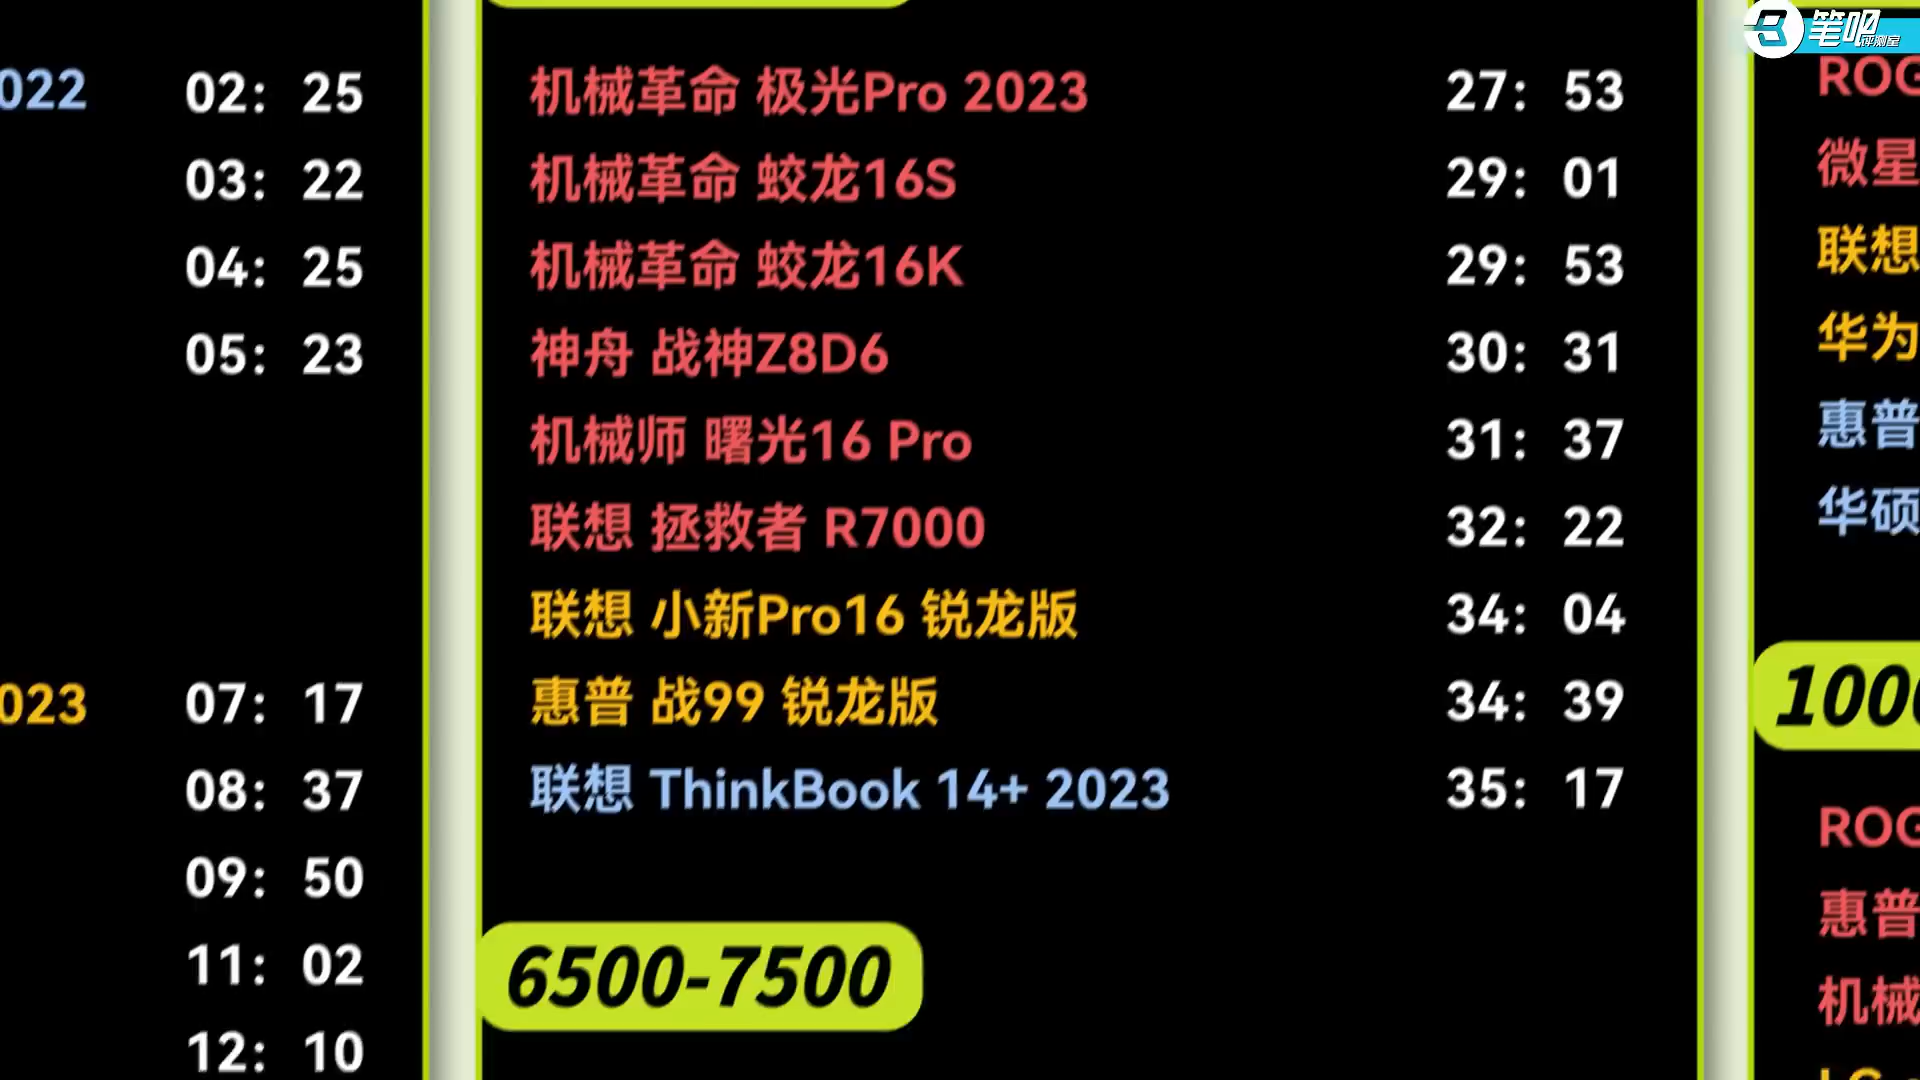 022 02: 25
03: 22
04: 25
05: 23
023 07: 17
08: 37
09: 50
11: 02
12: 10
机械革命 极光Pro 2023 27: 53
机械革命 蛟龙16S 29: 01
机械革命 蛟龙16K 29: 53
神舟 战神Z8D6 30: 31
机械师 曙光16 Pro 31: 37
联想 拯救者 R7000 32: 22
联想 小新Pro16 锐龙版 34: 04
惠普 战99 锐龙版 34: 39
联想 ThinkBook 14+ 2023 35: 17
6500-7500
笔吧评测室
ROG
微星
联想
华为
惠普
华硕
1000
ROG
惠普
机械